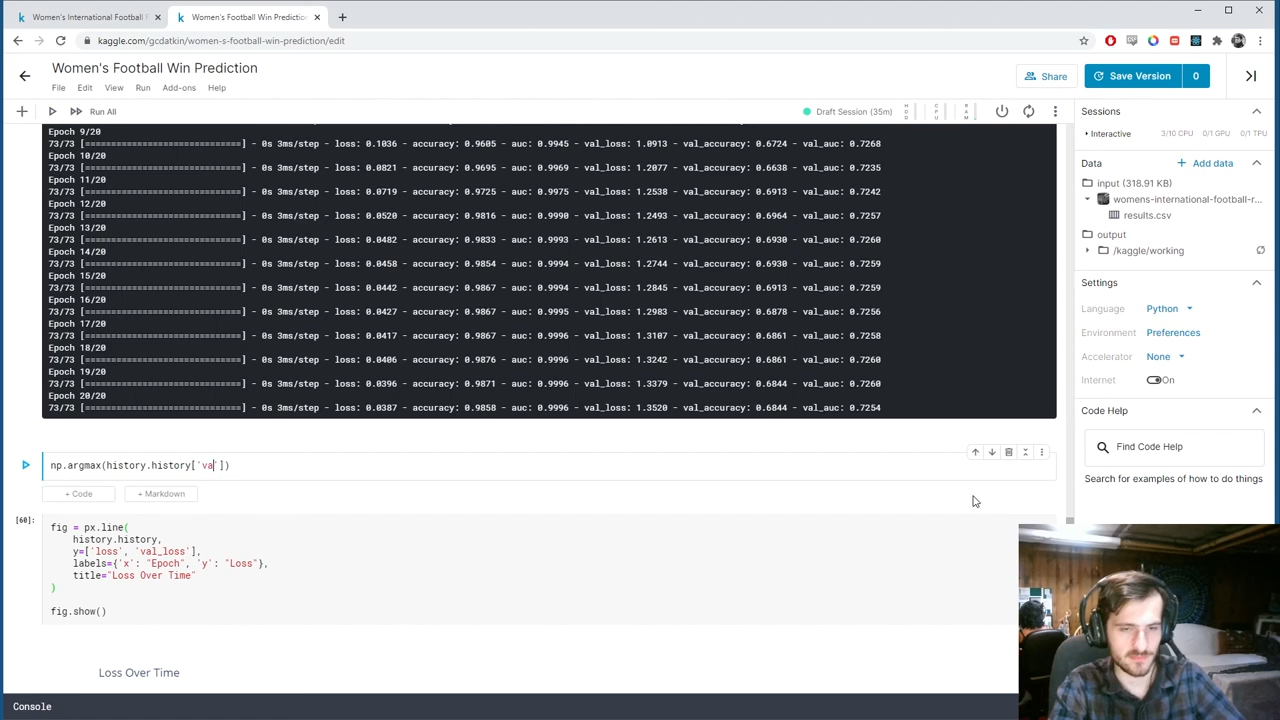 Women's International Football F
Women's Football Win Prediction
kaggle.com/gcdatkin/women-s-football-win-prediction/edit
Women's Football Win Prediction
File Edit View Run Add-ons Help
Share
Save Version 0
Run All
Draft Session (35m)
HDD CPU RAM
Epoch 9/20
73/73 [==============================] - 0s 3ms/step - loss: 0.1036 - accuracy: 0.9605 - auc: 0.9945 - val_loss: 1.0913 - val_accuracy: 0.6724 - val_auc: 0.7268
Epoch 10/20
73/73 [==============================] - 0s 3ms/step - loss: 0.0821 - accuracy: 0.9695 - auc: 0.9969 - val_loss: 1.2077 - val_accuracy: 0.6638 - val_auc: 0.7235
Epoch 11/20
73/73 [==============================] - 0s 3ms/step - loss: 0.0719 - accuracy: 0.9725 - auc: 0.9975 - val_loss: 1.2538 - val_accuracy: 0.6913 - val_auc: 0.7242
Epoch 12/20
73/73 [==============================] - 0s 3ms/step - loss: 0.0520 - accuracy: 0.9816 - auc: 0.9990 - val_loss: 1.2493 - val_accuracy: 0.6964 - val_auc: 0.7257
Epoch 13/20
73/73 [==============================] - 0s 3ms/step - loss: 0.0482 - accuracy: 0.9833 - auc: 0.9993 - val_loss: 1.2613 - val_accuracy: 0.6930 - val_auc: 0.7260
Epoch 14/20
73/73 [==============================] - 0s 3ms/step - loss: 0.0458 - accuracy: 0.9854 - auc: 0.9994 - val_loss: 1.2744 - val_accuracy: 0.6930 - val_auc: 0.7259
Epoch 15/20
73/73 [==============================] - 0s 3ms/step - loss: 0.0442 - accuracy: 0.9867 - auc: 0.9994 - val_loss: 1.2845 - val_accuracy: 0.6913 - val_auc: 0.7259
Epoch 16/20
73/73 [==============================] - 0s 3ms/step - loss: 0.0427 - accuracy: 0.9867 - auc: 0.9995 - val_loss: 1.2983 - val_accuracy: 0.6878 - val_auc: 0.7256
Epoch 17/20
73/73 [==============================] - 0s 3ms/step - loss: 0.0417 - accuracy: 0.9867 - auc: 0.9996 - val_loss: 1.3107 - val_accuracy: 0.6861 - val_auc: 0.7258
Epoch 18/20
73/73 [==============================] - 0s 3ms/step - loss: 0.0406 - accuracy: 0.9876 - auc: 0.9996 - val_loss: 1.3242 - val_accuracy: 0.6861 - val_auc: 0.7260
Epoch 19/20
73/73 [==============================] - 0s 3ms/step - loss: 0.0396 - accuracy: 0.9871 - auc: 0.9996 - val_loss: 1.3379 - val_accuracy: 0.6844 - val_auc: 0.7260
Epoch 20/20
73/73 [==============================] - 0s 3ms/step - loss: 0.0387 - accuracy: 0.9858 - auc: 0.9996 - val_loss: 1.3520 - val_accuracy: 0.6844 - val_auc: 0.7254
np.argmax(history.history['va'])
+ Code + Markdown
[60]:
fig = px.line(
history.history,
y=['loss', 'val_loss'],
labels={'x': "Epoch", 'y': "Loss"},
title="Loss Over Time"
)
fig.show()
Loss Over Time
Console
Sessions
Interactive 3/10 CPU 0/1 GPU 0/1 TPU
Data
+ Add data
input (318.91 KB)
womens-international-football-r...
results.csv
output
/kaggle/working
Settings
Language Python
Environment Preferences
Accelerator None
Internet On
Code Help
Find Code Help
Search for examples of how to do things